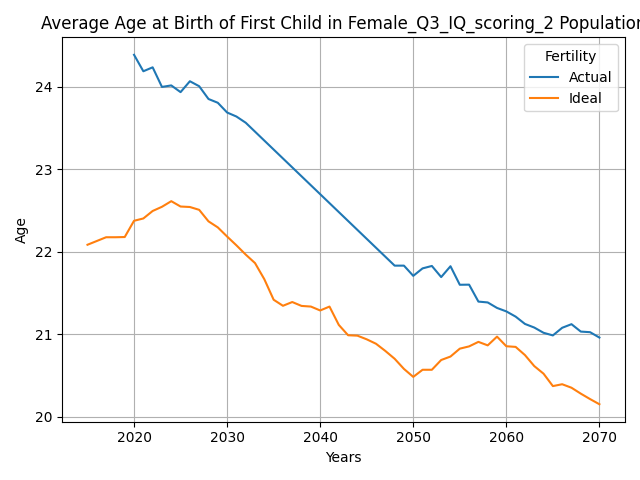 Average Age at Birth of First Child in Female_Q3_IQ_scoring_2 Population
Fertility
Actual
Ideal
Age
24
23
22
21
20
2020
2030
2040
2050
2060
2070
Years